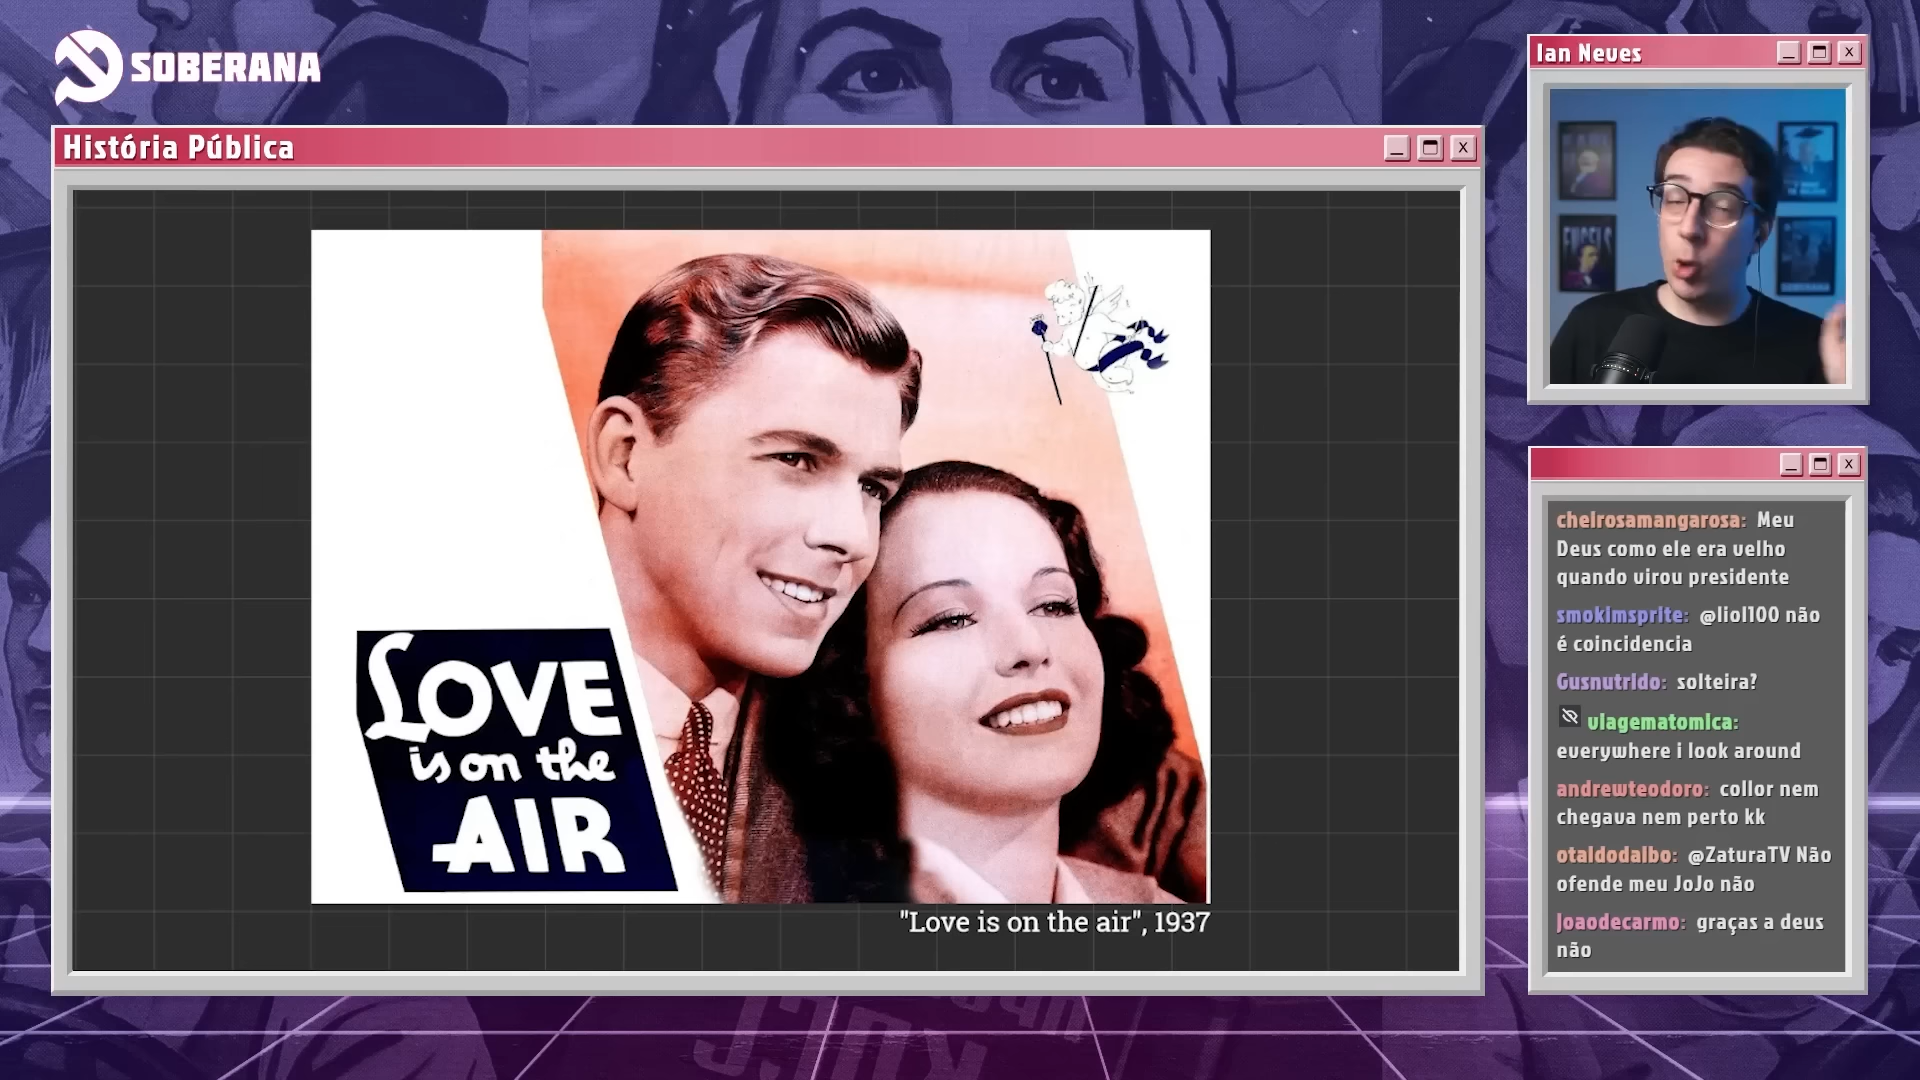 SOBERANA
História Pública
LOVE
is on the
AIR
"Love is on the air", 1937
Ian Neves
ENGELS
cheirosamangarosa: Meu
Deus como ele era velho
quando virou presidente
smokimsprite: @liol100 não
é coincidencia
Gusnutrido: solteira?
viagematomica:
everywhere i look around
andrewteodoro: collor nem
chegava nem perto kk
otaldodalbo: @ZaturaTV Não
ofende meu JoJo não
joaodecarmo: graças a deus
não